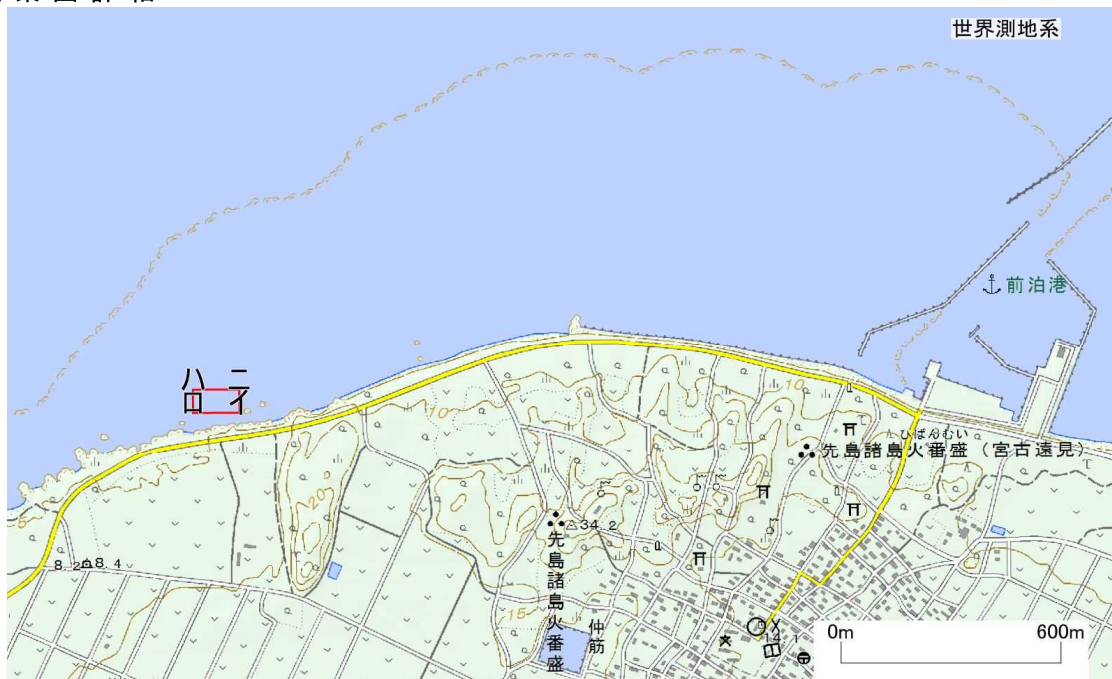 世界測地系
前泊港
ハ ニ
ロ イ
10
10
ひばんむい
先島諸島火番盛（宮古遠見）
20
34.2
5
8.2
8.4
先島諸島火番盛
15
仲筋
14.1
0m
600m